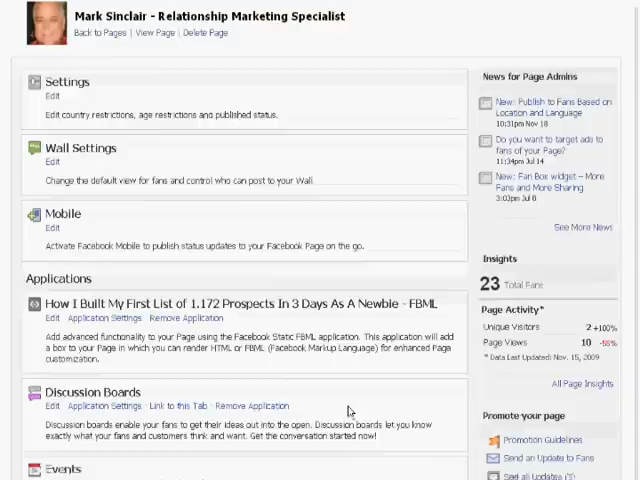 Mark Sinclair - Relationship Marketing Specialist
Back to Pages | View Page | Delete Page
Settings
Edit
Edit country restrictions, age restrictions and published status.
Wall Settings
Edit
Change the default view for fans and control who can post to your Wall.
Mobile
Edit
Activate Facebook Mobile to publish status updates to your Facebook Page on the go.
Applications
How I Built My First List of 1,172 Prospects In 3 Days As A Newbie - FBML
Edit Application Settings Remove Application
Add advanced functionality to your Page using the Facebook Static FBML application. This application will add
a box to your Page in which you can render HTML or FBML (Facebook Markup Language) for enhanced Page
customization.
Discussion Boards
Edit Application Settings Link to this Tab Remove Application
Discussion boards enable your fans to get their ideas out into the open. Discussion boards let you know
exactly what your fans and customers think and want. Get the conversation started now!
Events
News for Page Admins
New: Publish to Fans Based on
Location and Language
10:31pm Nov 18
Do you want to target ads to
fans of your Page?
11:34pm Jul 14
New: Fan Box widget – More
Fans and More Sharing
3:03pm Jul 8
See More News
Insights
23 Total Fans
Page Activity*
Unique Visitors 2 +100%
Page Views 10 -55%
* Data Last Updated: Nov. 15, 2009
All Page Insights
Promote your page
Promotion Guidelines
Send an Update to Fans
See all Updates (3)